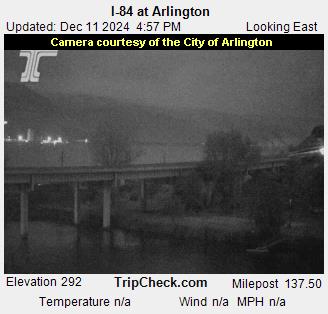 I-84 at Arlington
Updated: Dec 11 2024 4:57 PM Looking East
Camera courtesy of the City of Arlington
Elevation 292 TripCheck.com Milepost 137.50
Temperature n/a Wind n/a MPH n/a